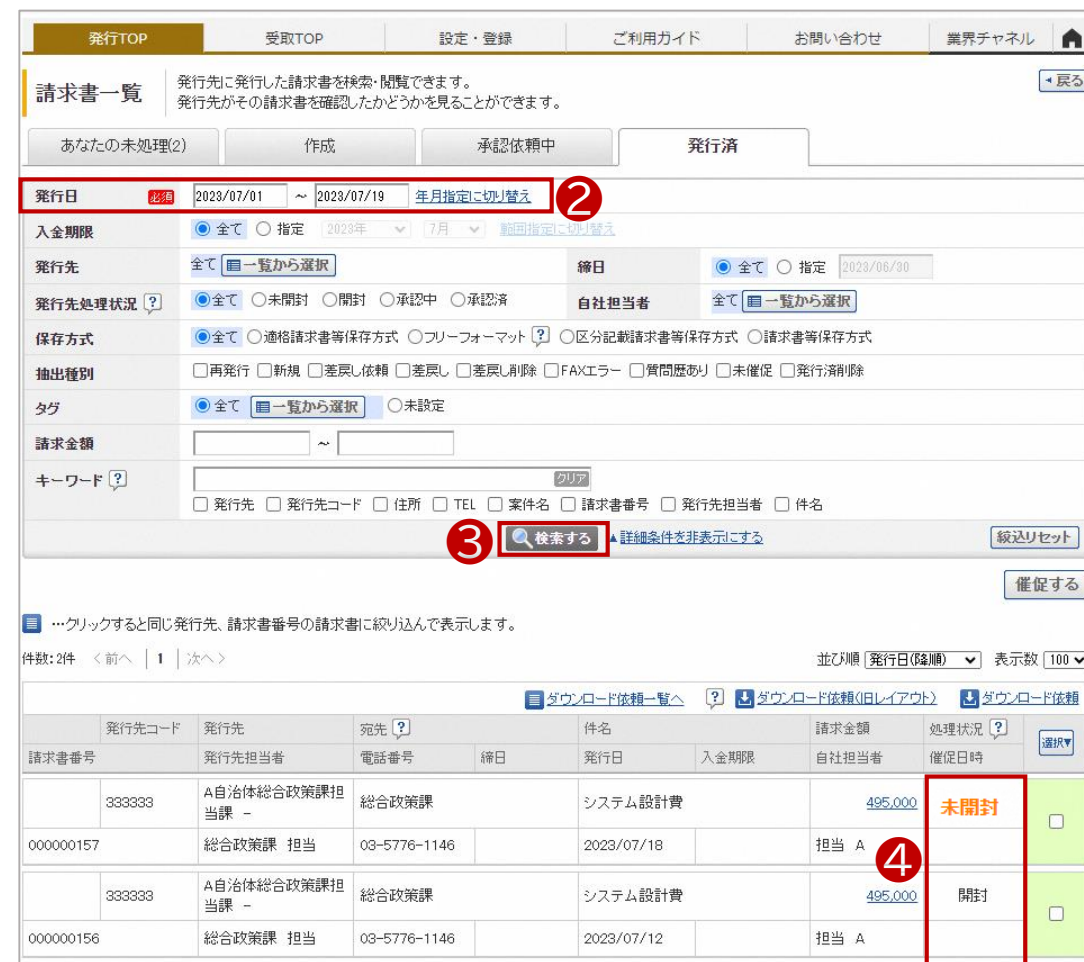 発行TOP 受取TOP 設定・登録 ご利用ガイド お問い合わせ 業界チャネル
請求書一覧
発行先に発行した請求書を検索・閲覧できます。
発行先がその請求書を確認したかどうかを見ることができます。
戻る
あなたの未処理(2) 作成 承認依頼中 発行済
発行日 必須 2023/07/01 ～ 2023/07/19 年月指定に切り替え 2
入金期限 全て 指定 2023年 7月 範囲指定に切り替え
発行先 全て 一覧から選択 締日 全て 指定 2023/06/30
発行先処理状況 ? 全て 未開封 開封 承認中 承認済 自社担当者 全て 一覧から選択
保存方式 全て 適格請求書等保存方式 フリーフォーマット ? 区分記載請求書等保存方式 請求書等保存方式
抽出種別 再発行 新規 差戻し依頼 差戻し 差戻し削除 FAXエラー 質問歴あり 未催促 発行済削除
タグ 全て 一覧から選択 未設定
請求金額 ～
キーワード ? クリア
発行先 発行先コード 住所 TEL 案件名 請求書番号 発行先担当者 件名
3 検索する ▲詳細条件を非表示にする 絞込リセット
催促する
…クリックすると同じ発行先、請求書番号の請求書に絞り込んで表示します。
件数:2件 〈 前へ | 1 | 次へ 〉 並び順 発行日(降順) 表示数 100
ダウンロード依頼一覧へ ? ダウンロード依頼(旧レイアウト) ダウンロード依頼
発行先コード 発行先 宛先 ? 件名 請求金額 処理状況 ? 選択▼
請求書番号 発行先担当者 電話番号 締日 発行日 入金期限 自社担当者 催促日時
333333 A自治体総合政策課担当課 － 総合政策課 システム設計費 495,000 未開封
000000157 総合政策課 担当 03-5776-1146 2023/07/18 担当 A 4
333333 A自治体総合政策課担当課 － 総合政策課 システム設計費 495,000 開封
000000156 総合政策課 担当 03-5776-1146 2023/07/12 担当 A